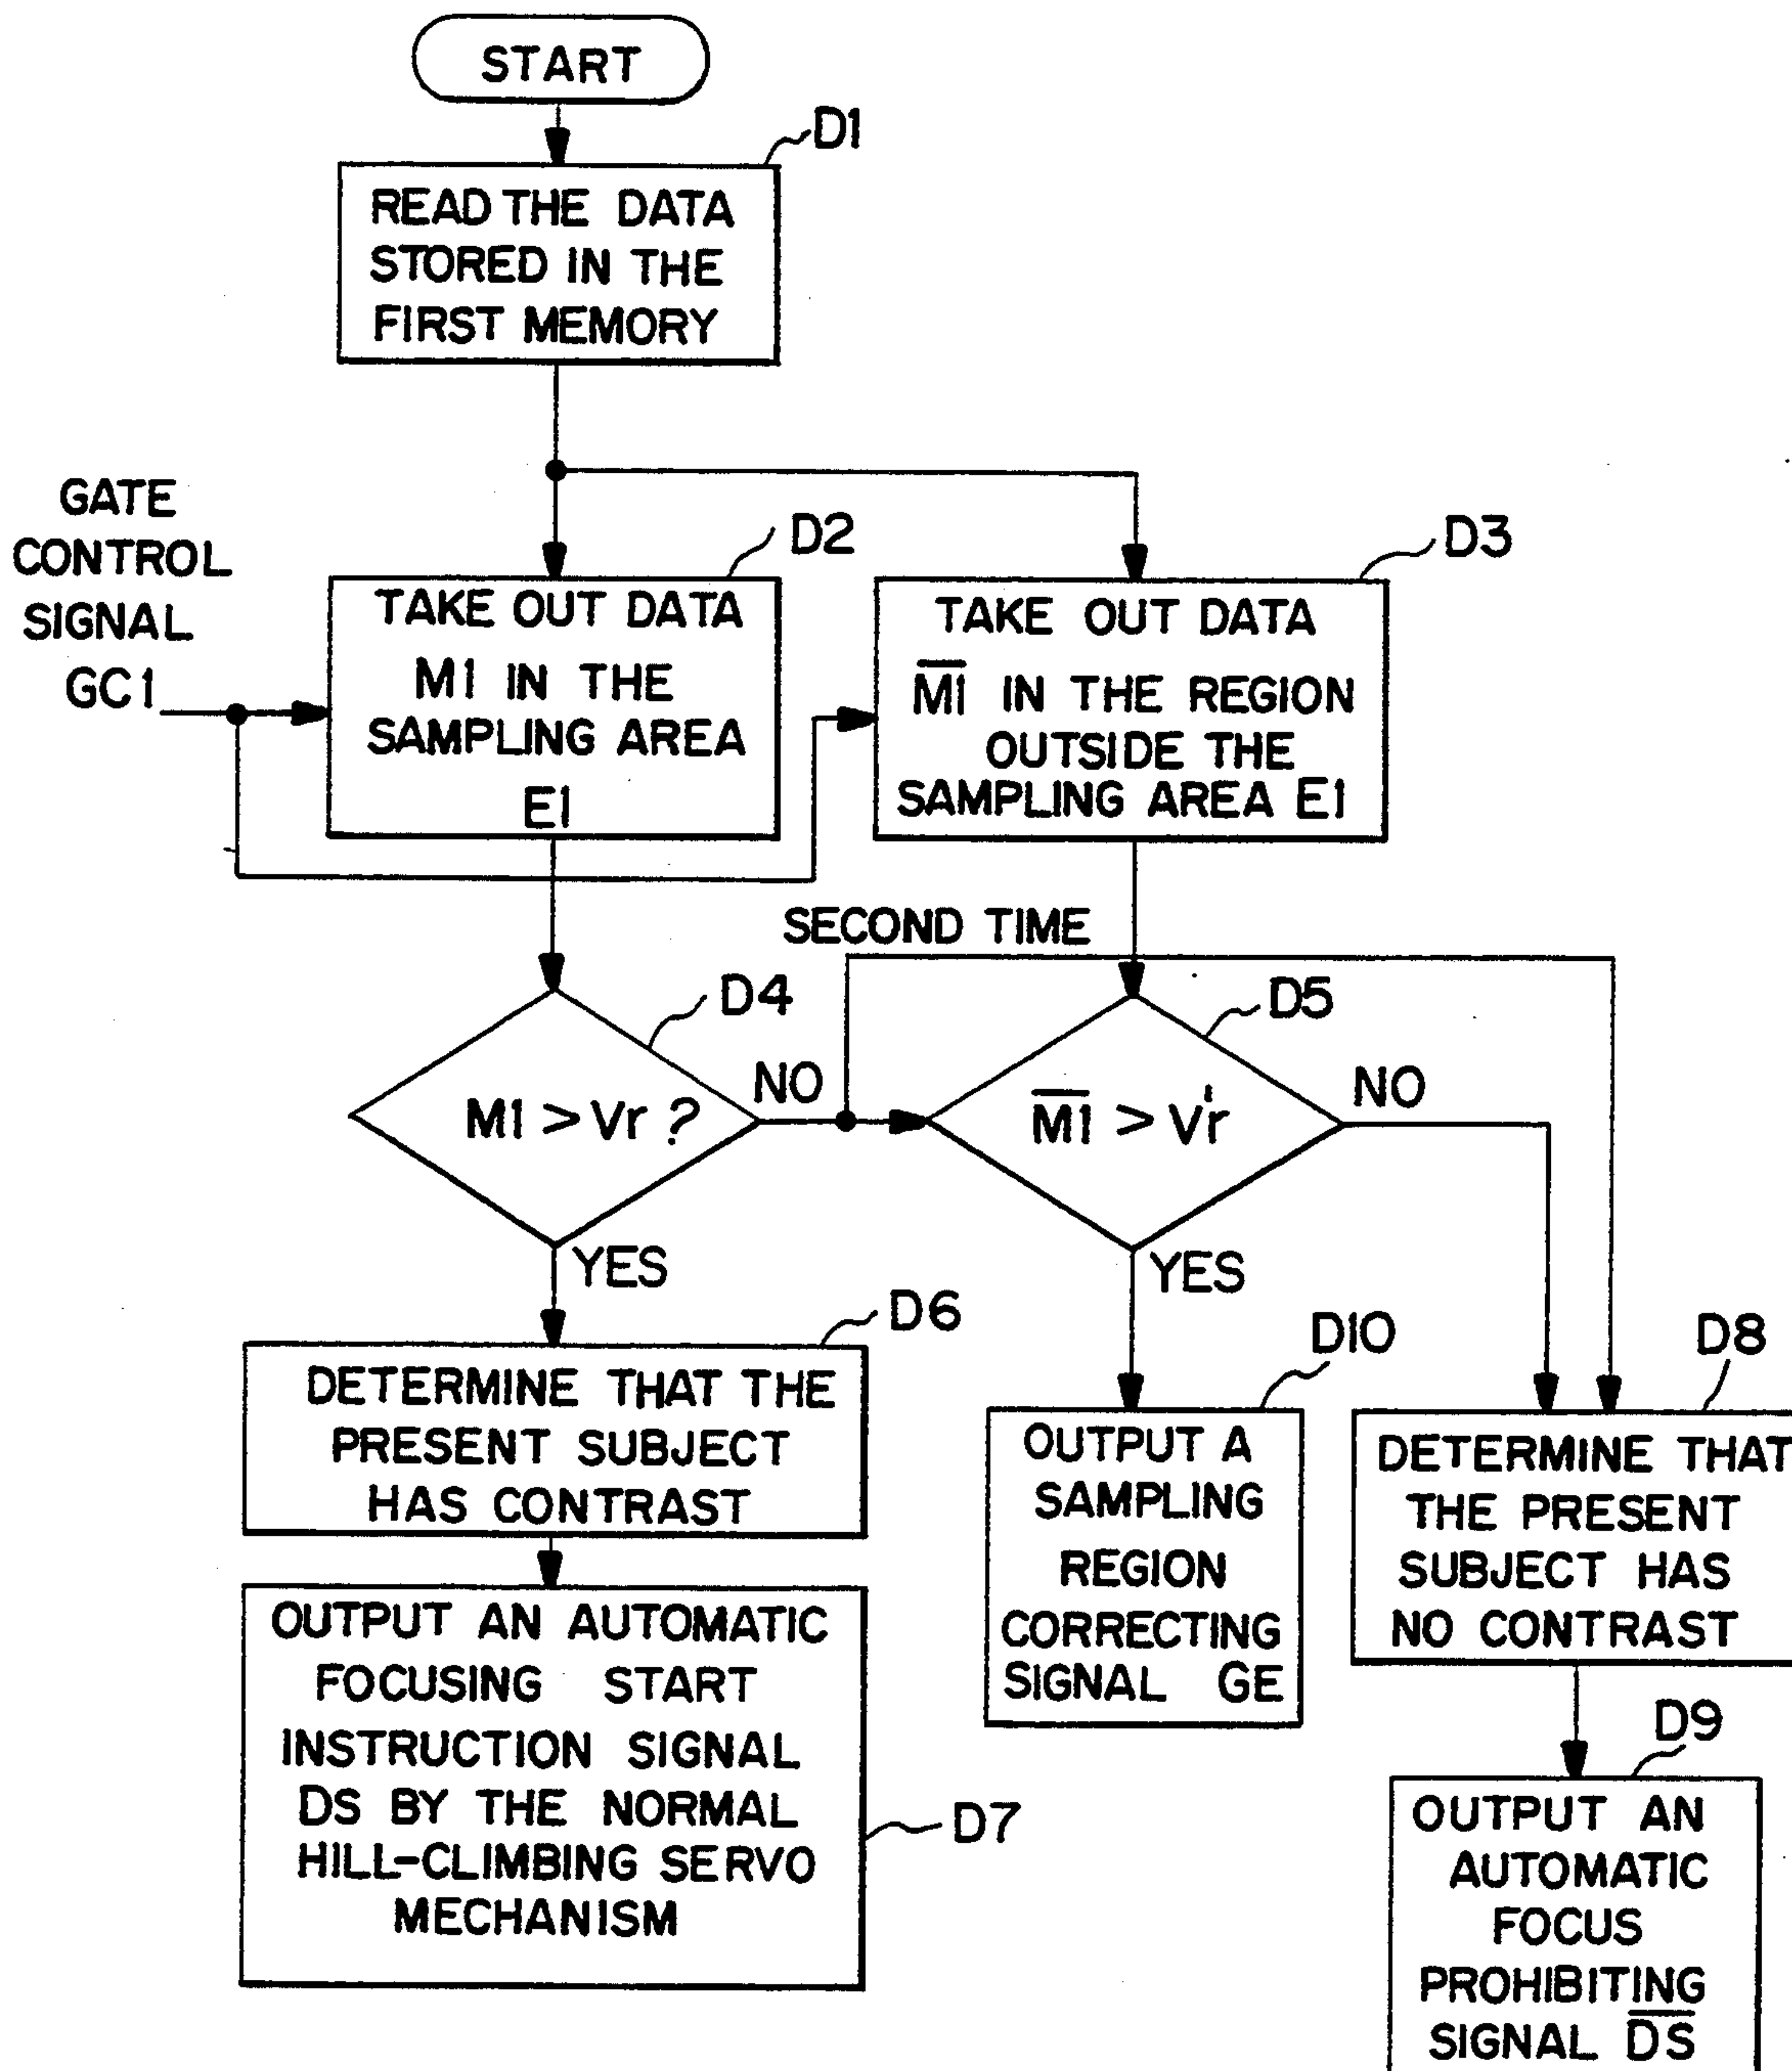 START
D1
READ THE DATA
STORED IN THE
FIRST MEMORY
GATE
CONTROL
SIGNAL
GC1
D2
TAKE OUT DATA
M1 IN THE
SAMPLING AREA
E1
D3
TAKE OUT DATA
M̅1̅ IN THE REGION
OUTSIDE THE
SAMPLING AREA E1
SECOND TIME
D4
M1 > Vr ?
NO
YES
D5
M̅1̅ > V'r
NO
YES
D6
DETERMINE THAT THE
PRESENT SUBJECT
HAS CONTRAST
OUTPUT AN AUTOMATIC
FOCUSING START
INSTRUCTION SIGNAL
DS BY THE NORMAL
HILL-CLIMBING SERVO
MECHANISM
D7
D10
OUTPUT A
SAMPLING
REGION
CORRECTING
SIGNAL GE
D8
DETERMINE THAT
THE PRESENT
SUBJECT HAS
NO CONTRAST
D9
OUTPUT AN
AUTOMATIC
FOCUS
PROHIBITING
SIGNAL D̅S̅